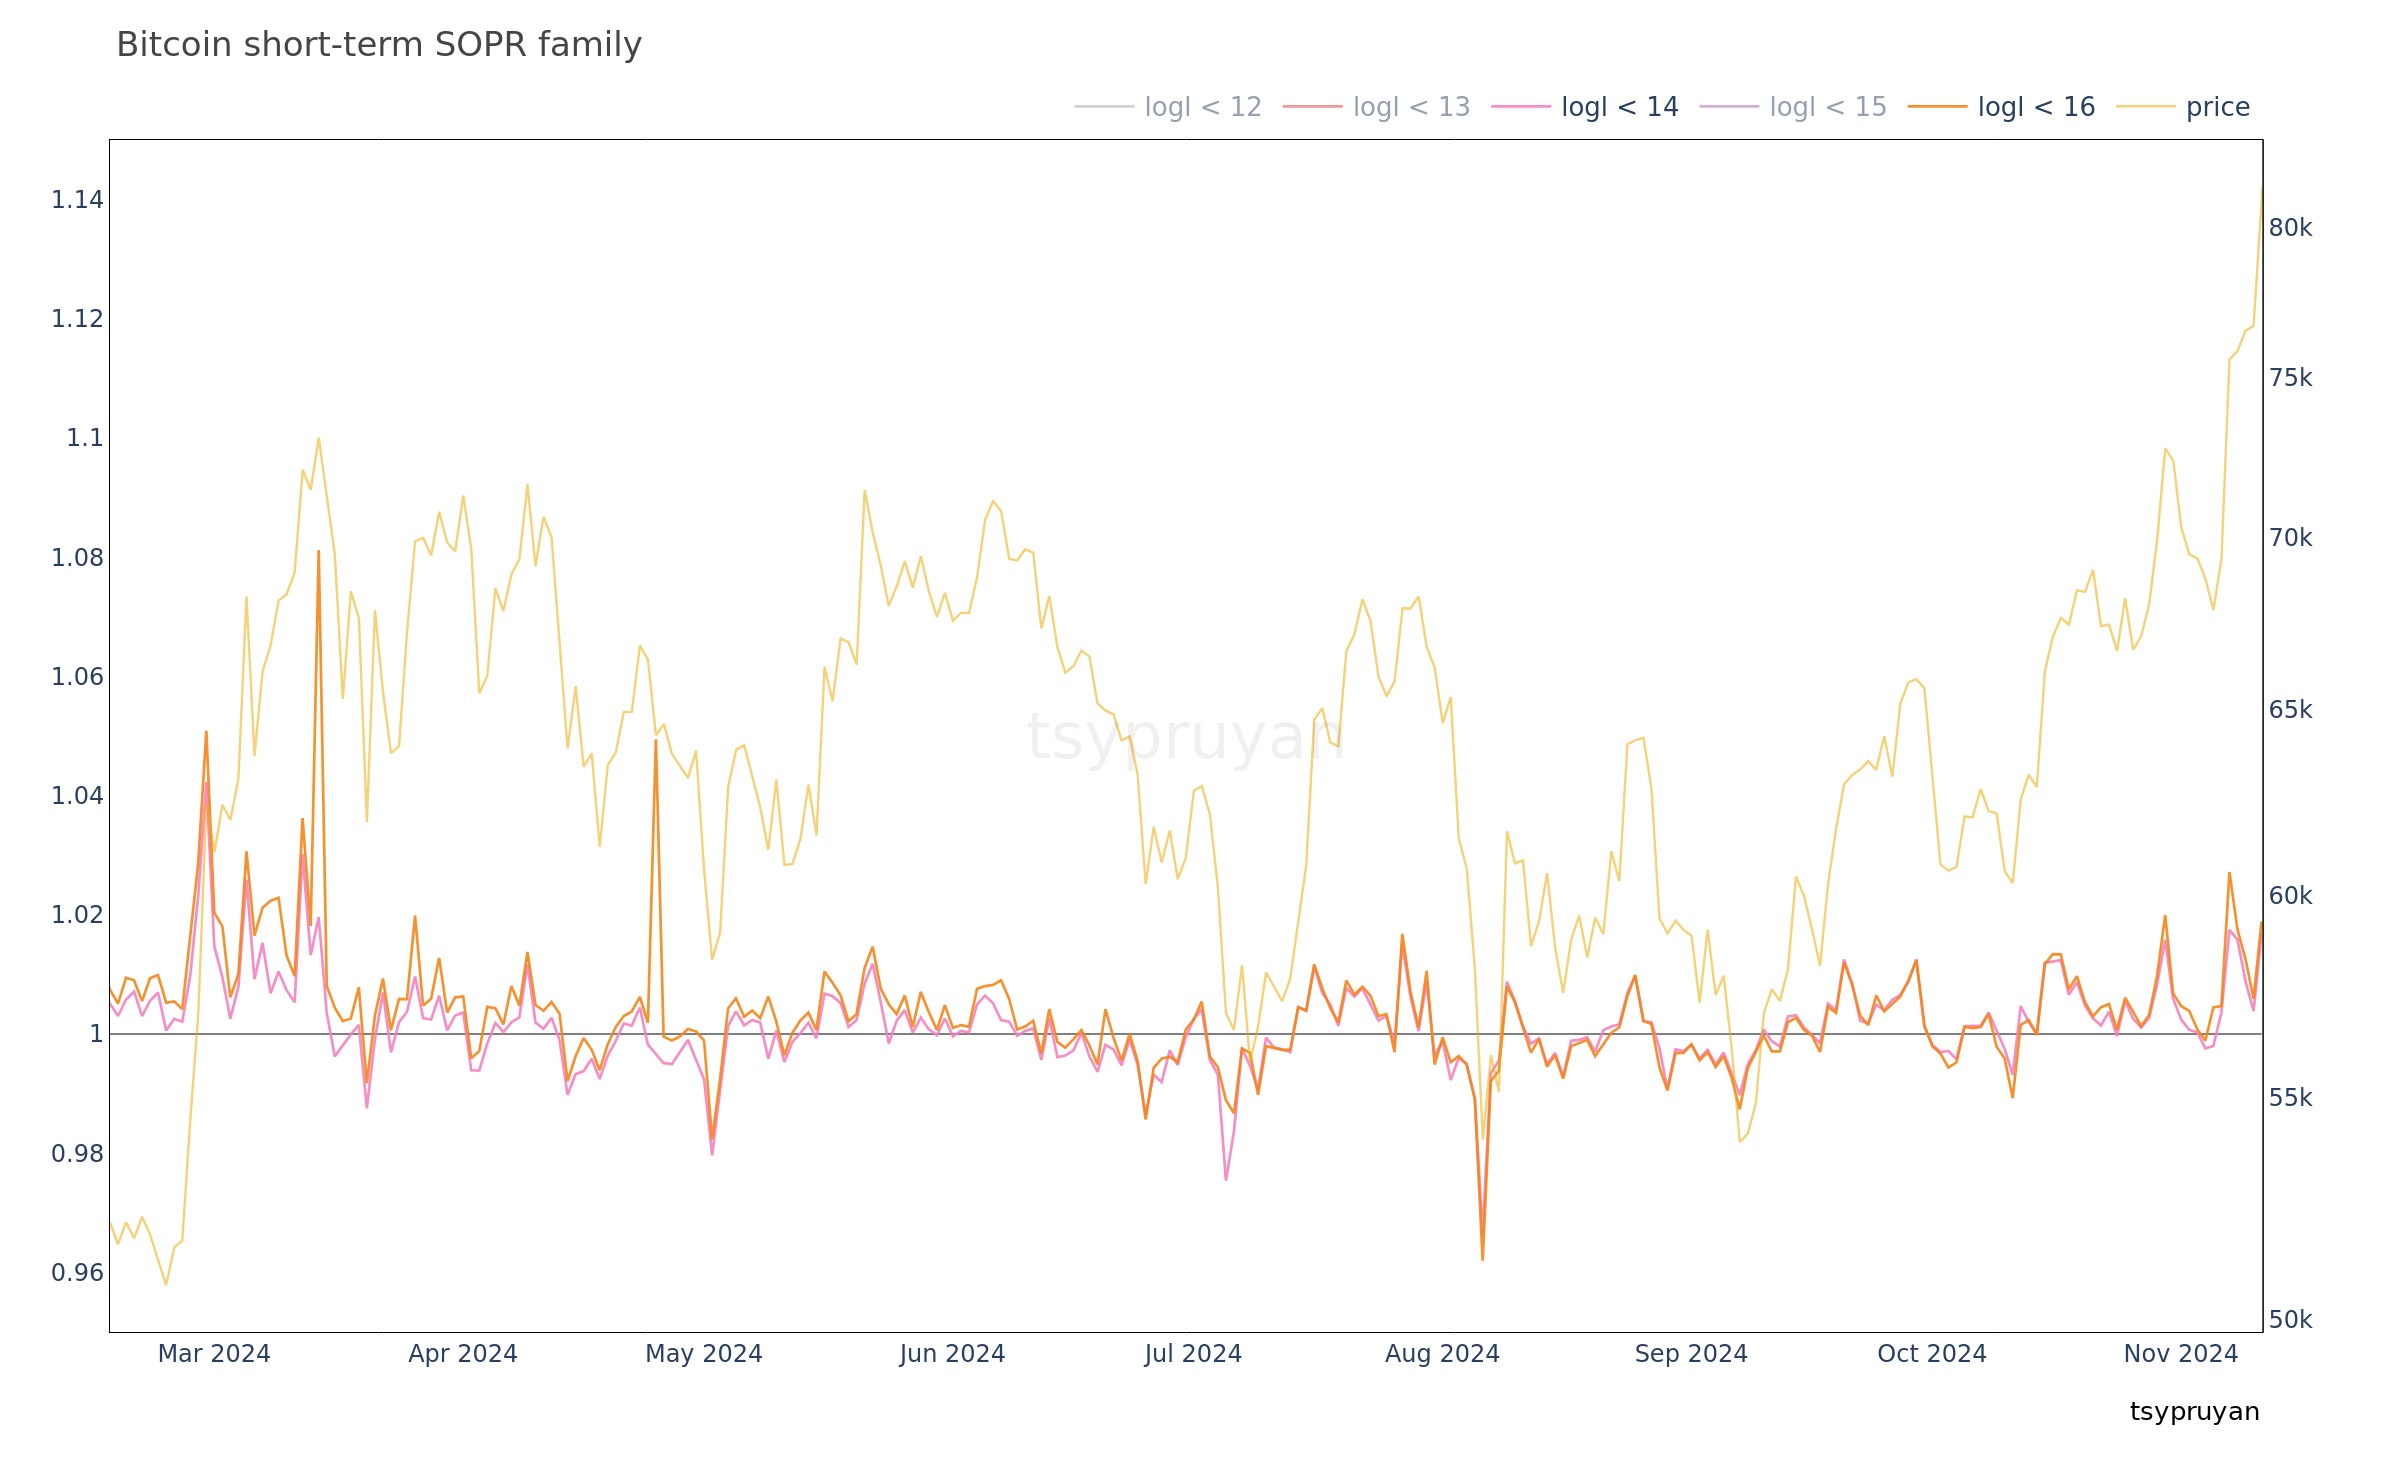 Bitcoin short-term SOPR family
logl < 12 logl < 13 logl < 14 logl < 15 logl < 16 price
1.14
80k
1.12
75k
1.1
70k
1.08
1.06
65k
tsypruyan
1.04
60k
1.02
1
55k
0.98
0.96
50k
Mar 2024 Apr 2024 May 2024 Jun 2024 Jul 2024 Aug 2024 Sep 2024 Oct 2024 Nov 2024
tsypruyan